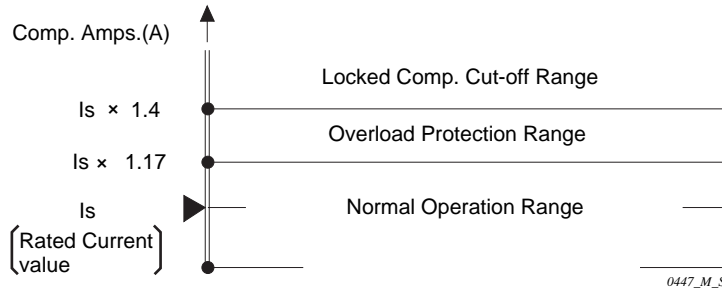 Comp. Amps.(A)
Locked Comp. Cut-off Range
Is × 1.4
Overload Protection Range
Is × 1.17
Is
Normal Operation Range
Rated Current
value
0447_M_S